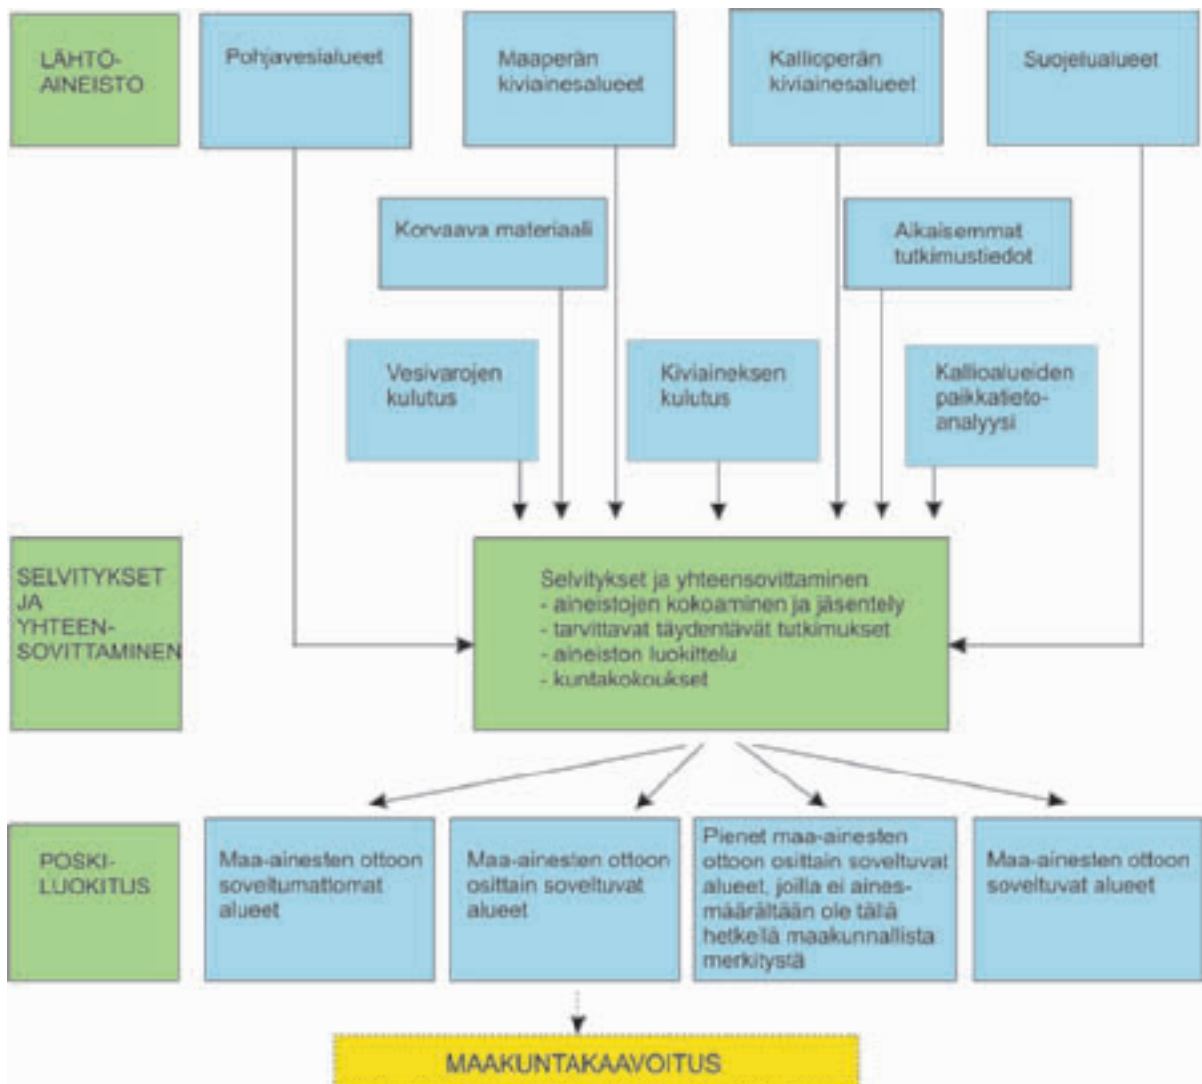 LÄHTÖ-
AINEISTO
Pohjavesialueet
Maaperän
kiviainesalueet
Kallioperän
kiviainesalueet
Suojelualueet
Korvaava materiaali
Aikaisemmat
tutkimustiedot
Vesivarojen
kulutus
Kiviaineksen
kulutus
Kallioalueiden
paikkatieto-
analyysi
SELVITYKSET
JA
YHTEEN-
SOVITTAMINEN
Selvitykset ja yhteensovittaminen
- aineistojen kokoaminen ja jäsentely
- tarvittavat täydentävät tutkimukset
- aineiston luokittelu
- kuntakokoukset
POSKI-
LUOKITUS
Maa-ainesten ottoon
soveltumattomat
alueet
Maa-ainesten ottoon
osittain soveltuvat
alueet
Pienet maa-ainesten
ottoon osittain soveltuvat
alueet, joilla ei aines-
määrältään ole tällä
hetkellä maakunnallista
merkitystä
Maa-ainesten ottoon
soveltuvat alueet
MAAKUNTAKAAVOITUS